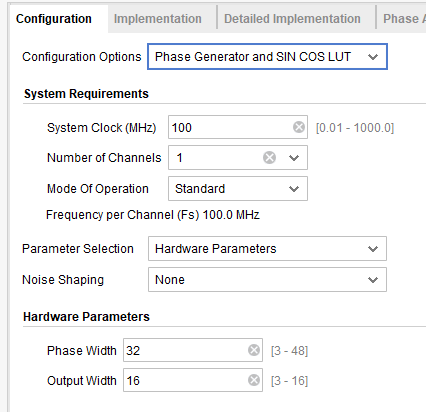 Configuration Implementation Detailed Implementation Phase
Configuration Options Phase Generator and SIN COS LUT
System Requirements
System Clock (MHz) 100 [0.01 - 1000.0]
Number of Channels 1
Mode Of Operation Standard
Frequency per Channel (Fs) 100.0 MHz
Parameter Selection Hardware Parameters
Noise Shaping None
Hardware Parameters
Phase Width 32 [3 - 48]
Output Width 16 [3 - 16]